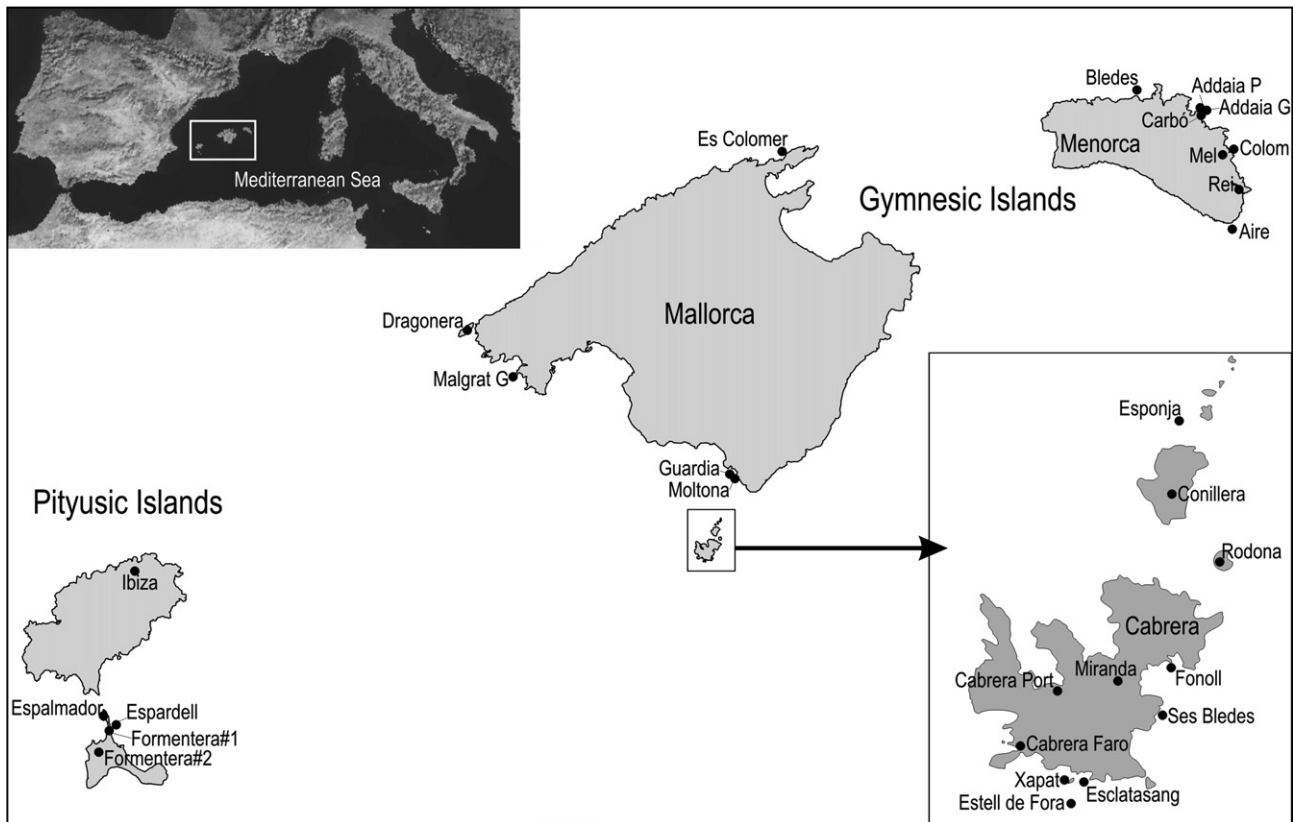 Mediterranean Sea
Bledes
Addaia P
Addaia G
Carbó
Menorca
Colom
Mel
Rei
Aire
Es Colomer
Gymnesic Islands
Mallorca
Dragonera
Malgrat G
Guardia
Moltona
Pityusic Islands
Ibiza
Espalmador
Espardell
Formentera#1
Formentera#2
Esponja
Conillera
Rodona
Cabrera
Miranda
Fonoll
Cabrera Port
Ses Bledes
Cabrera Faro
Xapat
Esclatasang
Estell de Fora